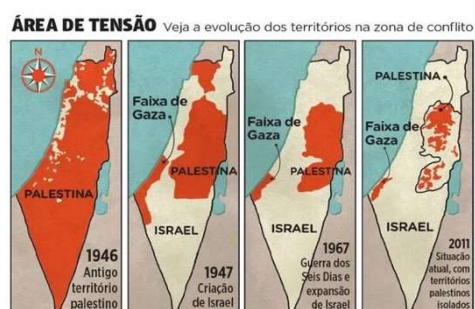 ÁREA DE TENSÃO Veja a evolução dos territórios na zona de conflito
N
PALESTINA
1946
Antigo
território
palestino
Faixa de
Gaza
PALESTINA
ISRAEL
1947
Criação
de Israel
Faixa de
Gaza
PALESTINA
ISRAEL
1967
Guerra dos
Seis Dias e
expansão
de Israel
PALESTINA
Faixa de
Gaza
ISRAEL
2011
Situação
atual, com
territórios
palestinos
isolados